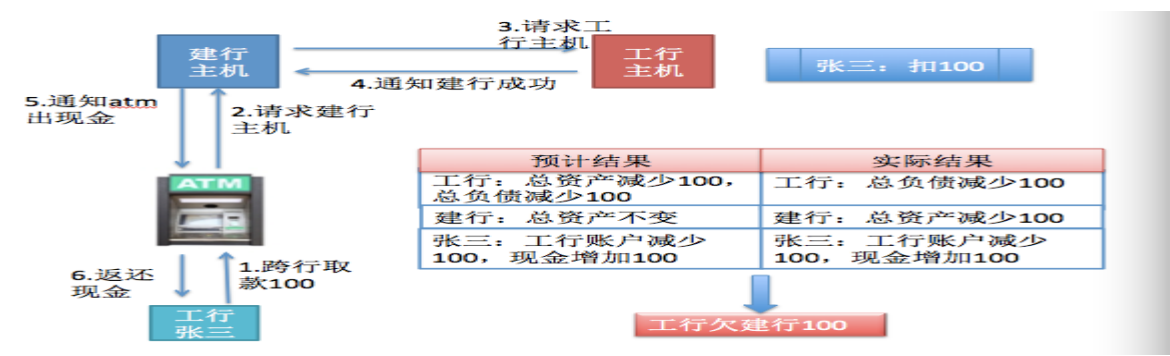 3.请求工
行主机
建行
主机
工行
主机
张三：扣100
4.通知建行成功
5.通知atm
出现金
2.请求建行
主机
ATM
预计结果
实际结果
工行：总资产减少100，
总负债减少100
工行：总负债减少100
建行：总资产不变
建行：总资产减少100
张三：工行账户减少
100，现金增加100
张三：工行账户减少
100，现金增加100
6.返还
现金
1.跨行取
款100
工行
张三
工行欠建行100